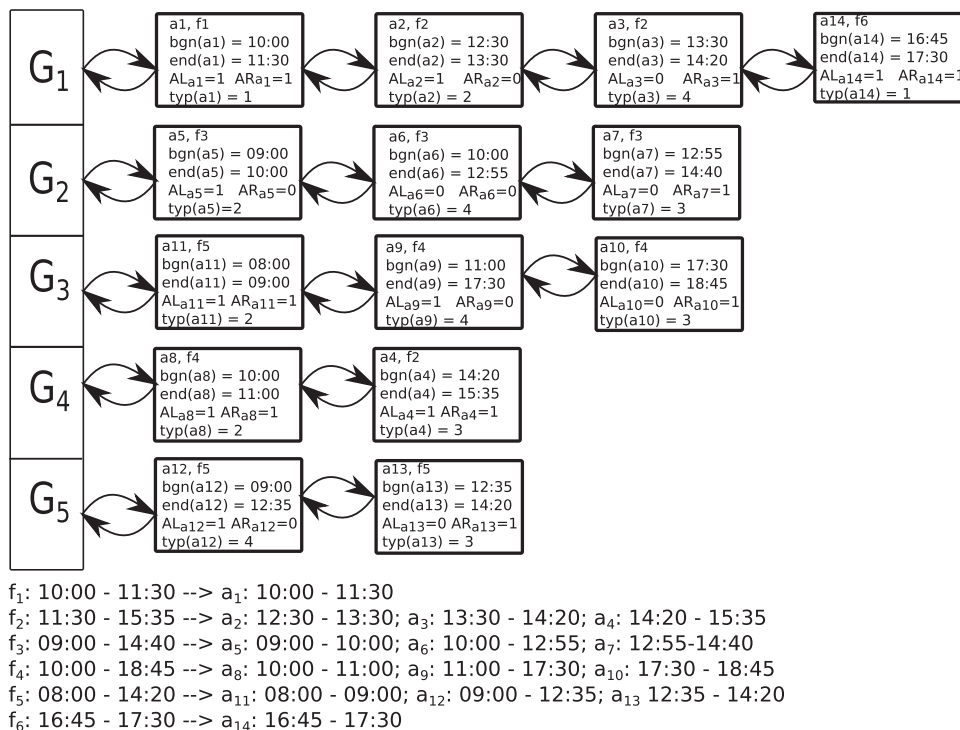 G1
a1, f1
bgn(a1) = 10:00
end(a1) = 11:30
ALa1=1 ARa1=1
typ(a1) = 1
a2, f2
bgn(a2) = 12:30
end(a2) = 13:30
ALa2=1 ARa2=0
typ(a2) = 2
a3, f2
bgn(a3) = 13:30
end(a3) = 14:20
ALa3=0 ARa3=1
typ(a3) = 4
a14, f6
bgn(a14) = 16:45
end(a14) = 17:30
ALa14=1 ARa14=1
typ(a14) = 1
G2
a5, f3
bgn(a5) = 09:00
end(a5) = 10:00
ALa5=1 ARa5=0
typ(a5)=2
a6, f3
bgn(a6) = 10:00
end(a6) = 12:55
ALa6=0 ARa6=0
typ(a6) = 4
a7, f3
bgn(a7) = 12:55
end(a7) = 14:40
ALa7=0 ARa7=1
typ(a7) = 3
G3
a11, f5
bgn(a11) = 08:00
end(a11) = 09:00
ALa11=1 ARa11=1
typ(a11) = 2
a9, f4
bgn(a9) = 11:00
end(a9) = 17:30
ALa9=1 ARa9=0
typ(a9) = 4
a10, f4
bgn(a10) = 17:30
end(a10) = 18:45
ALa10=0 ARa10=1
typ(a10) = 3
G4
a8, f4
bgn(a8) = 10:00
end(a8) = 11:00
ALa8=1 ARa8=1
typ(a8) = 2
a4, f2
bgn(a4) = 14:20
end(a4) = 15:35
ALa4=1 ARa4=1
typ(a4) = 3
G5
a12, f5
bgn(a12) = 09:00
end(a12) = 12:35
ALa12=1 ARa12=0
typ(a12) = 4
a13, f5
bgn(a13) = 12:35
end(a13) = 14:20
ALa13=0 ARa13=1
typ(a13) = 3
f1: 10:00 - 11:30 --> a1: 10:00 - 11:30
f2: 11:30 - 15:35 --> a2: 12:30 - 13:30; a3: 13:30 - 14:20; a4: 14:20 - 15:35
f3: 09:00 - 14:40 --> a5: 09:00 - 10:00; a6: 10:00 - 12:55; a7: 12:55-14:40
f4: 10:00 - 18:45 --> a8: 10:00 - 11:00; a9: 11:00 - 17:30; a10: 17:30 - 18:45
f5: 08:00 - 14:20 --> a11: 08:00 - 09:00; a12: 09:00 - 12:35; a13 12:35 - 14:20
f6: 16:45 - 17:30 --> a14: 16:45 - 17:30